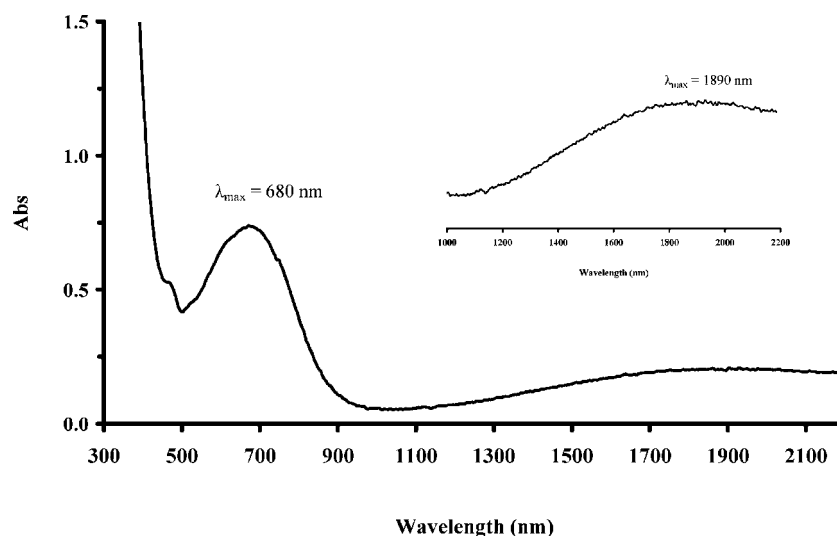 1.5
λmax = 1890 nm
1.0
λmax = 680 nm
Abs
1000 1200 1400 1600 1800 2000 2200
0.5
Wavelength (nm)
0.0
300 500 700 900 1100 1300 1500 1700 1900 2100
Wavelength (nm)